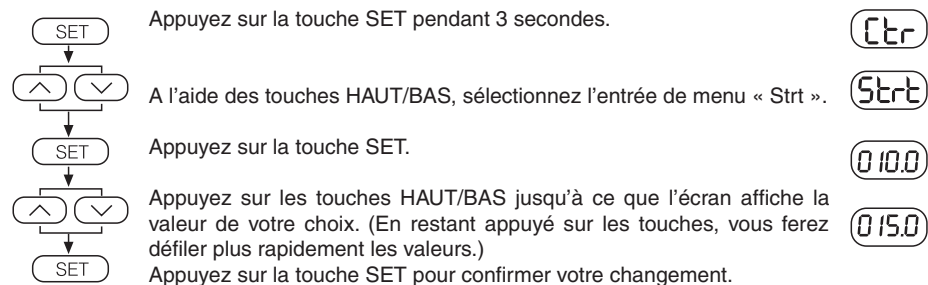 SET
Appuyez sur la touche SET pendant 3 secondes.
Ctr
A l'aide des touches HAUT/BAS, sélectionnez l'entrée de menu « Strt ».
Strt
SET
Appuyez sur la touche SET.
010.0
Appuyez sur les touches HAUT/BAS jusqu'à ce que l'écran affiche la
valeur de votre choix. (En restant appuyé sur les touches, vous ferez
défiler plus rapidement les valeurs.)
015.0
SET
Appuyez sur la touche SET pour confirmer votre changement.